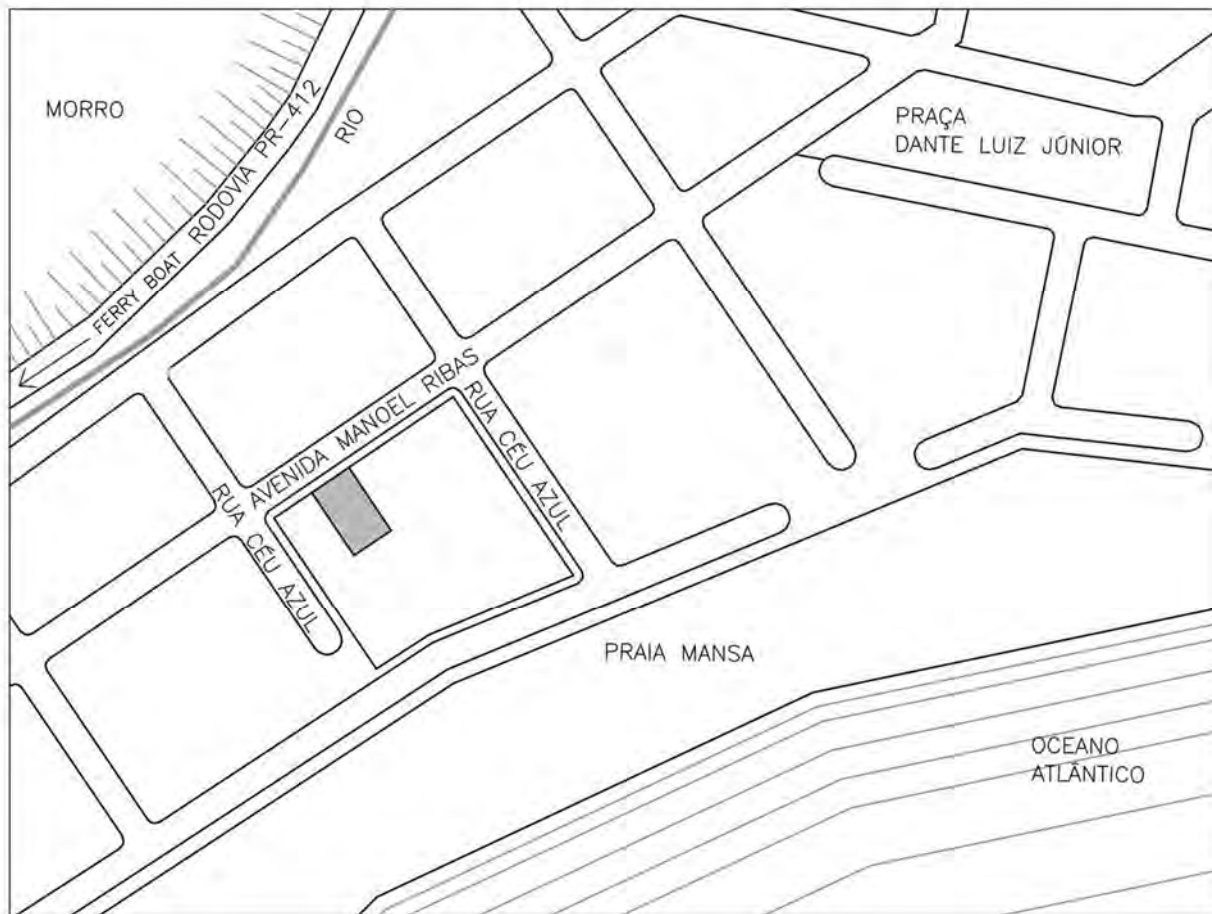 MORRO
RODOVIA PR-412
FERRY BOAT
RIO
PRAÇA
DANTE LUIZ JÚNIOR
AVENIDA MANOEL RIBAS
RUA CÉU AZUL
RUA CÉU AZUL
PRAIA MANSA
OCEANO
ATLÂNTICO